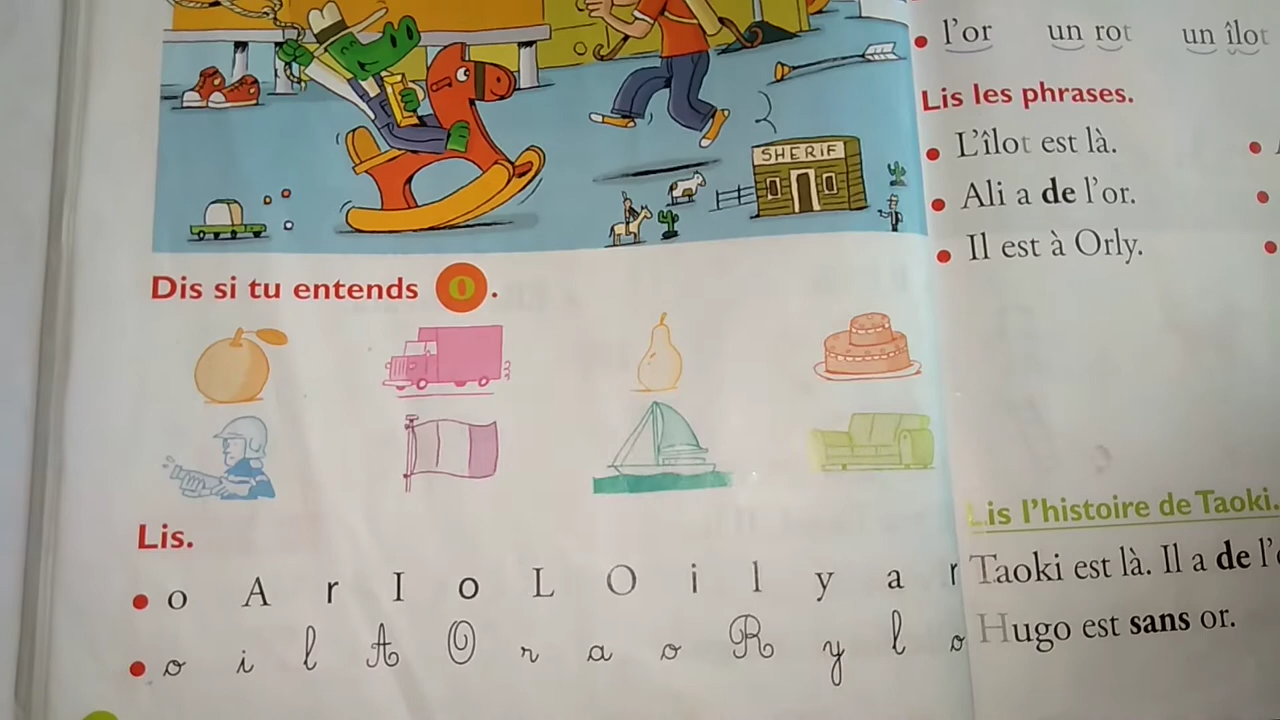 SHERIF
Dis si tu entends o.
Lis.
o A r I o L O i l y a r
o i l A O r a o R y l o
l'or un rot un îlot
Lis les phrases.
L'îlot est là.
Ali a de l'or.
Il est à Orly.
Lis l'histoire de Taoki.
Taoki est là. Il a de l'
Hugo est sans or.